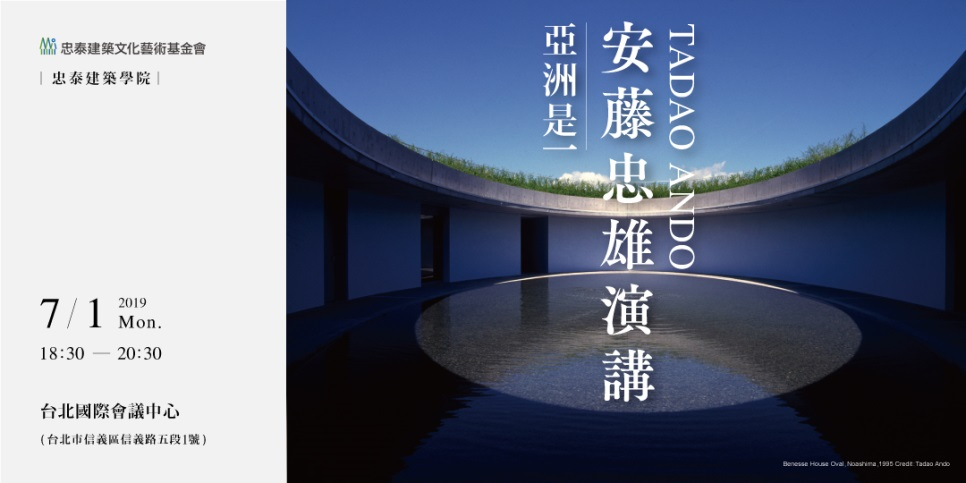 忠泰建築文化藝術基金會
｜忠泰建築學院｜
7/1 2019 Mon.
18:30 — 20:30
台北國際會議中心
(台北市信義區信義路五段1號)
TADAO ANDO
安藤忠雄演講
亞洲是一
Benesse House Oval, Noashima,1995 Credit: Tadao Ando